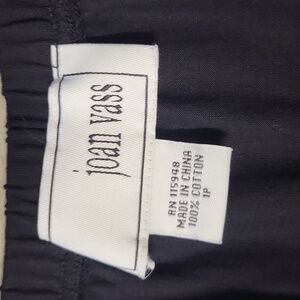 joan vass
RN 115948
MADE IN CHINA
100% COTTON
1P